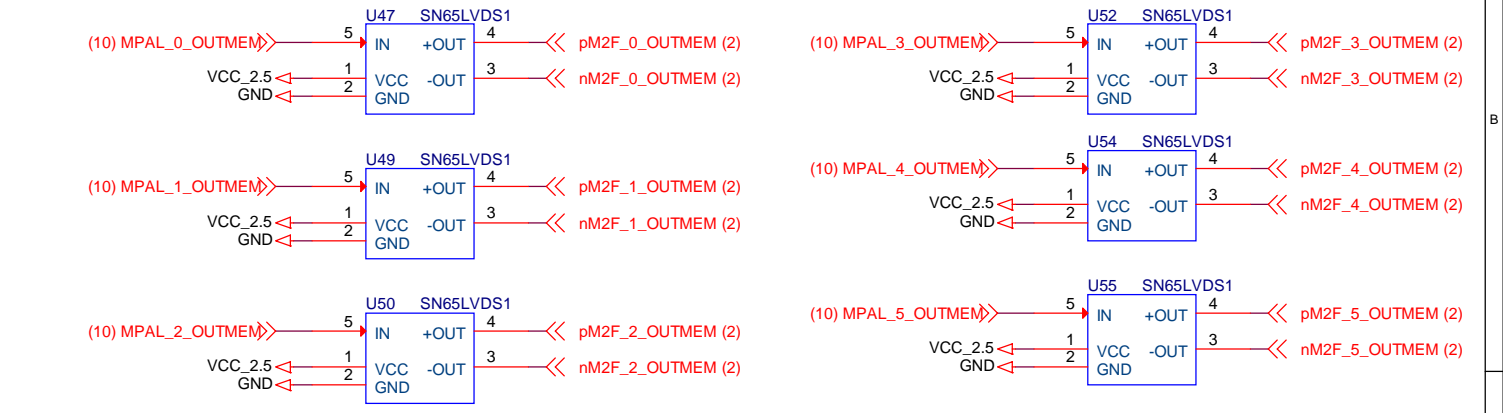 U47 SN65LVDS1
(10) MPAL_0_OUTMEM 5 IN +OUT 4 pM2F_0_OUTMEM (2)
VCC_2.5 1 VCC -OUT 3 nM2F_0_OUTMEM (2)
GND 2 GND
U49 SN65LVDS1
(10) MPAL_1_OUTMEM 5 IN +OUT 4 pM2F_1_OUTMEM (2)
VCC_2.5 1 VCC -OUT 3 nM2F_1_OUTMEM (2)
GND 2 GND
U50 SN65LVDS1
(10) MPAL_2_OUTMEM 5 IN +OUT 4 pM2F_2_OUTMEM (2)
VCC_2.5 1 VCC -OUT 3 nM2F_2_OUTMEM (2)
GND 2 GND
U52 SN65LVDS1
(10) MPAL_3_OUTMEM 5 IN +OUT 4 pM2F_3_OUTMEM (2)
VCC_2.5 1 VCC -OUT 3 nM2F_3_OUTMEM (2)
GND 2 GND
U54 SN65LVDS1
(10) MPAL_4_OUTMEM 5 IN +OUT 4 pM2F_4_OUTMEM (2)
VCC_2.5 1 VCC -OUT 3 nM2F_4_OUTMEM (2)
GND 2 GND
U55 SN65LVDS1
(10) MPAL_5_OUTMEM 5 IN +OUT 4 pM2F_5_OUTMEM (2)
VCC_2.5 1 VCC -OUT 3 nM2F_5_OUTMEM (2)
GND 2 GND
B